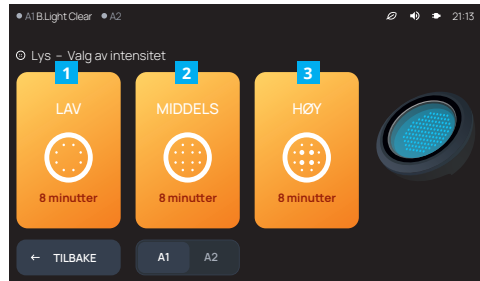 A1 B.Light Clear A2 21:13
Lys – Valg av intensitet
1 2 3
LAV MIDDELS HØY
8 minutter 8 minutter 8 minutter
← TILBAKE A1 A2